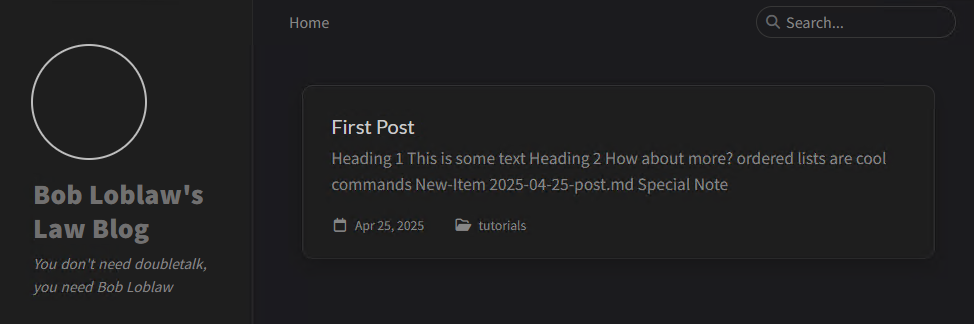 Home
Search...
Bob Loblaw's
Law Blog
You don't need doubletalk,
you need Bob Loblaw
First Post
Heading 1 This is some text Heading 2 How about more? ordered lists are cool
commands New-Item 2025-04-25-post.md Special Note
Apr 25, 2025
tutorials